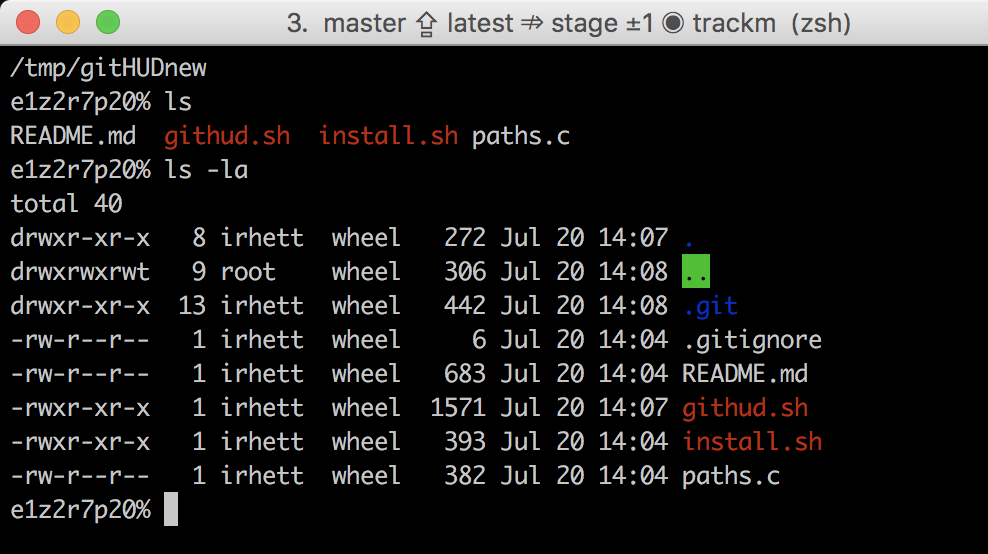 3. master ⇪ latest ⇏ stage ±1 ◉ trackm (zsh)
/tmp/gitHUDnew
e1z2r7p20% ls
README.md  githud.sh  install.sh paths.c
e1z2r7p20% ls -la
total 40
drwxr-xr-x   8 irhett  wheel   272 Jul 20 14:07 .
drwxrwxrwt   9 root    wheel   306 Jul 20 14:08 ..
drwxr-xr-x  13 irhett  wheel   442 Jul 20 14:08 .git
-rw-r--r--   1 irhett  wheel     6 Jul 20 14:04 .gitignore
-rw-r--r--   1 irhett  wheel   683 Jul 20 14:04 README.md
-rwxr-xr-x   1 irhett  wheel  1571 Jul 20 14:07 githud.sh
-rwxr-xr-x   1 irhett  wheel   393 Jul 20 14:04 install.sh
-rw-r--r--   1 irhett  wheel   382 Jul 20 14:04 paths.c
e1z2r7p20%